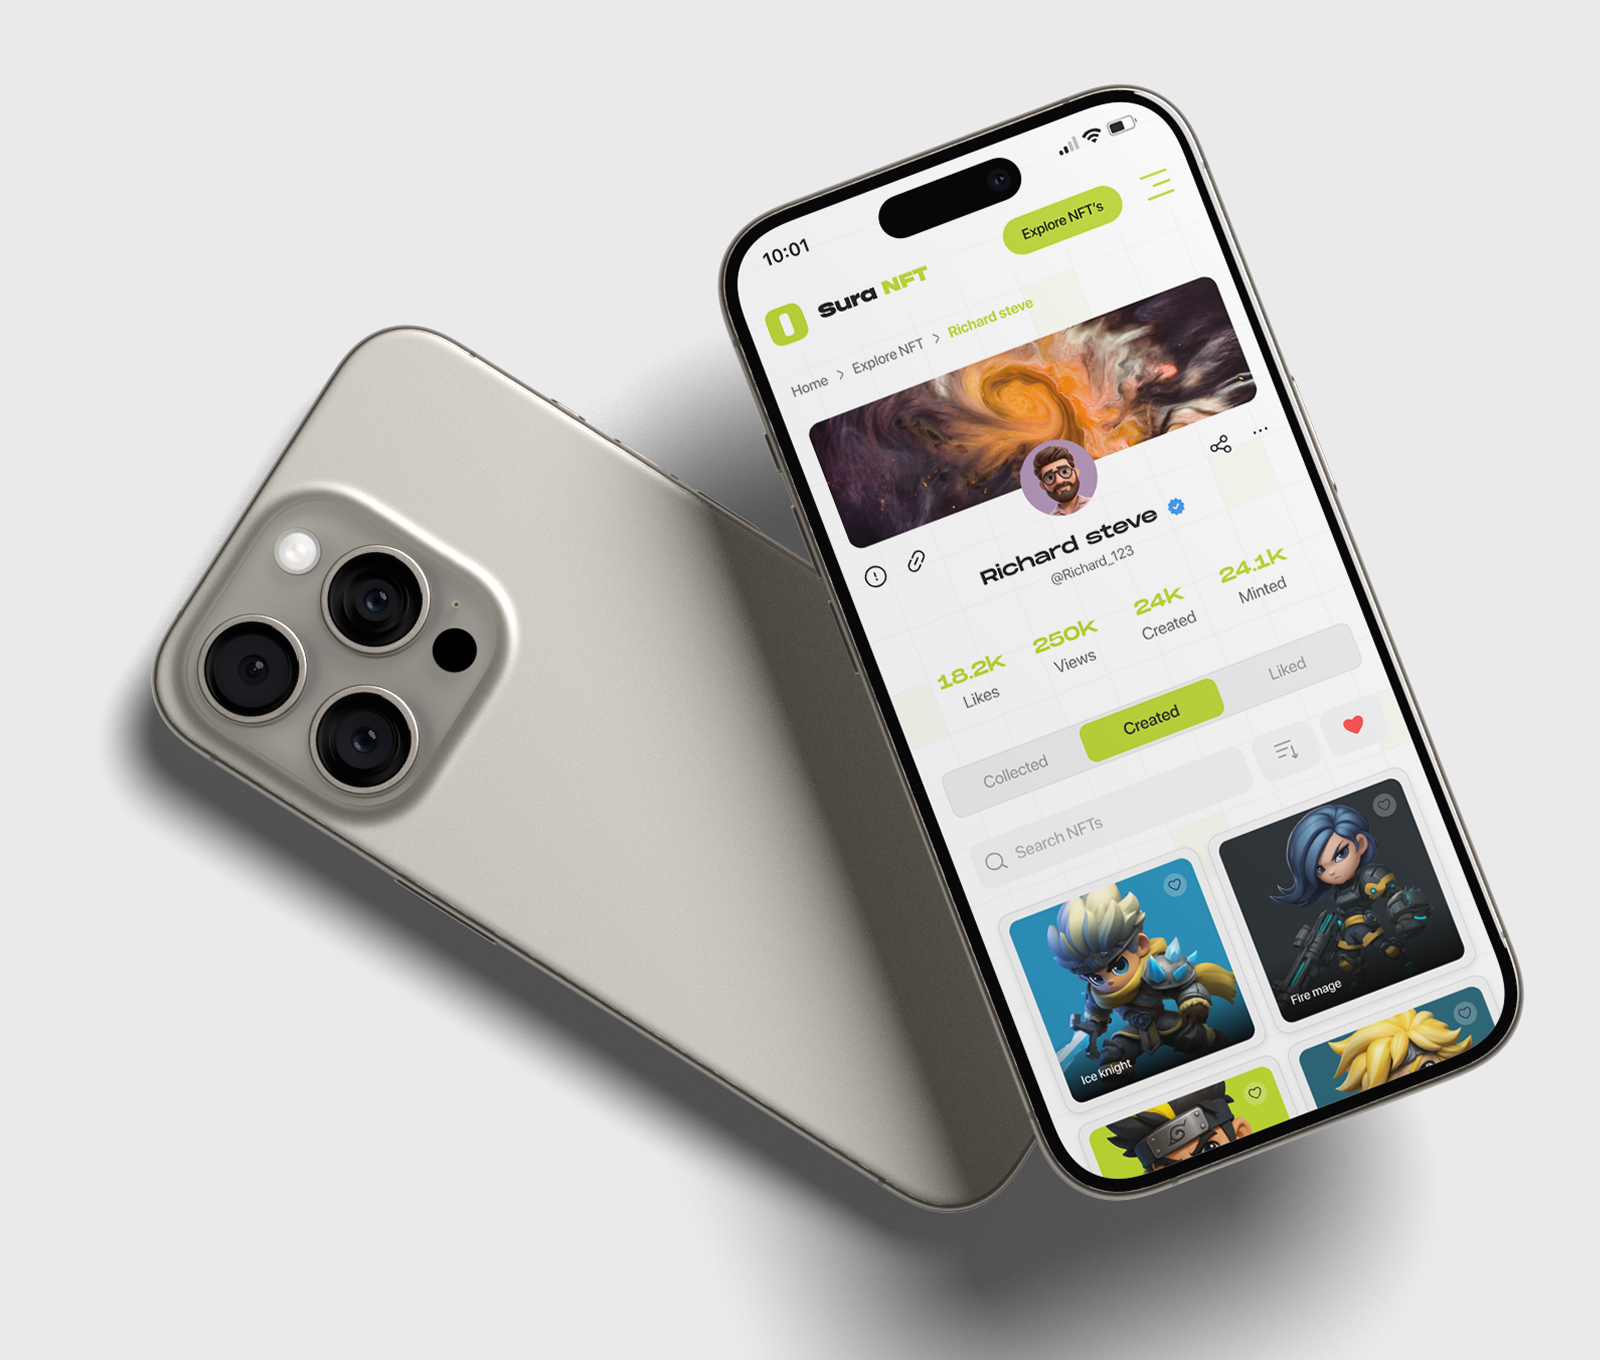 10:01
Explore NFT's
Sura NFT
Home > Explore NFT > Richard steve
Richard steve
@Richard_123
18.2k
Likes
250k
Views
24k
Created
24.1k
Minted
Collected
Created
Liked
Search NFTs
Ice knight
Fire mage